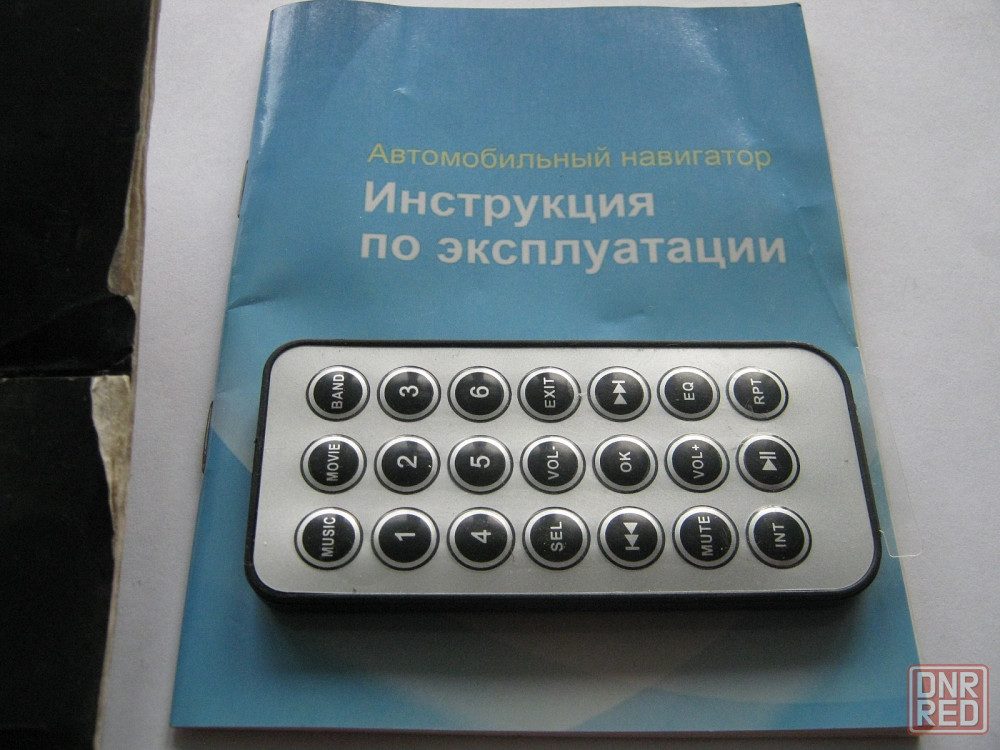 Автомобильный навигатор
Инструкция
по эксплуатации
BAND 3 6 EXIT EQ RPT
MOVIE 2 5 VOL- OK VOL+
MUSIC 1 4 SEL MUTE INT
DNR
RED